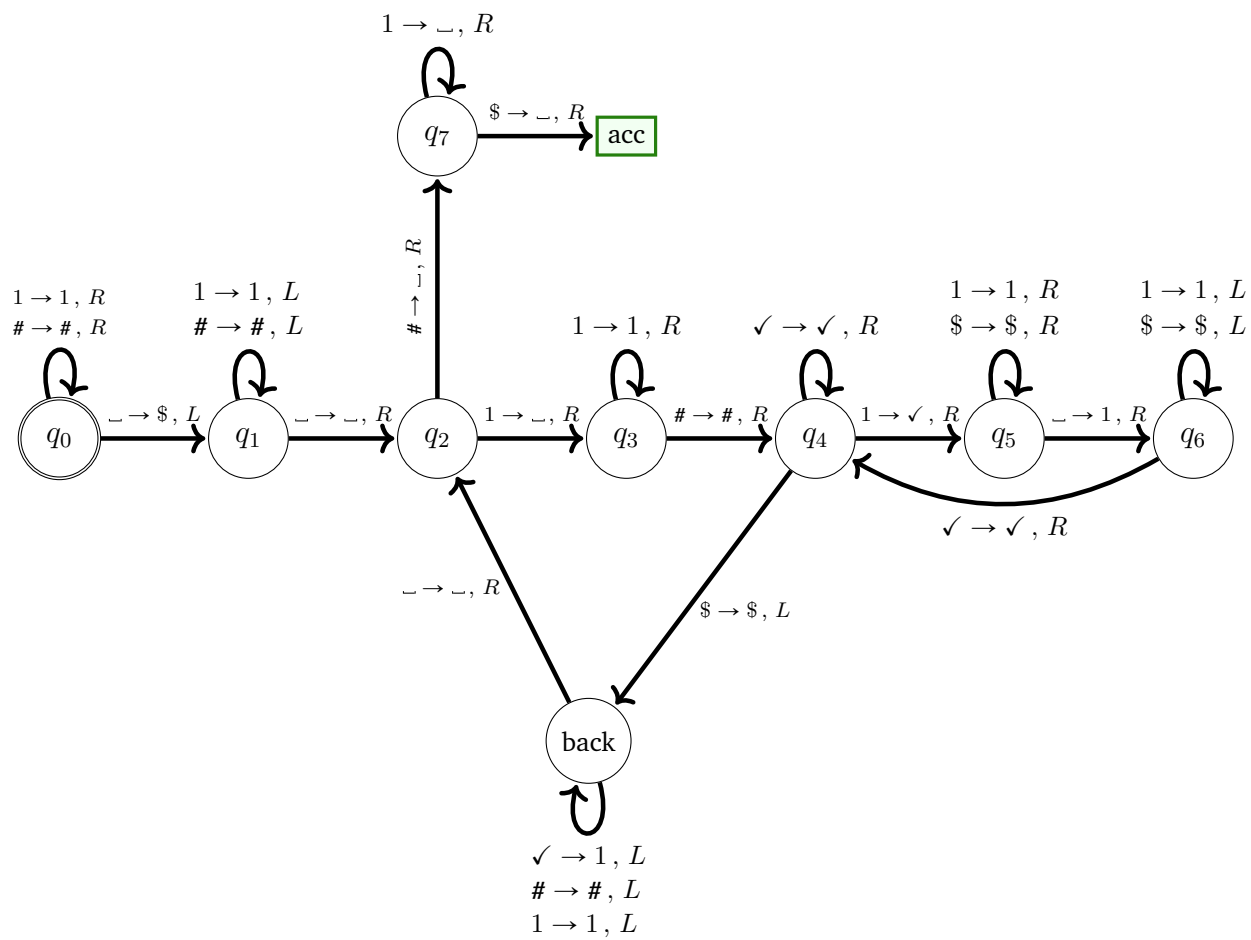 1 → ␣, R
$ → ␣, R
q₇
acc
# → ␣, R
1 → 1, R
# → #, R
1 → 1, L
# → #, L
1 → 1, R
✓ → ✓, R
1 → 1, R
$ → $, R
1 → 1, L
$ → $, L
q₀
␣ → $, L
q₁
␣ → ␣, R
q₂
1 → ␣, R
q₃
# → #, R
q₄
1 → ✓, R
q₅
␣ → 1, R
q₆
✓ → ✓, R
␣ → ␣, R
$ → $, L
back
✓ → 1, L
# → #, L
1 → 1, L